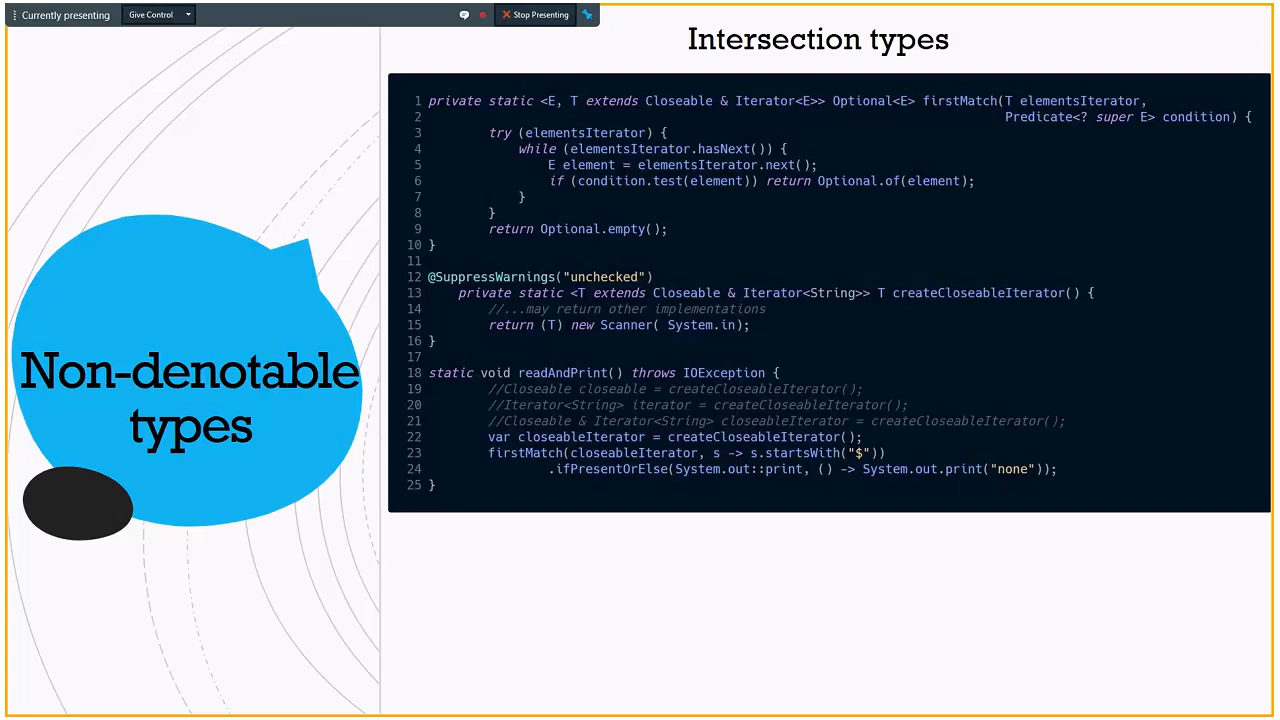 Currently presenting
Give Control
Stop Presenting
Intersection types
Non-denotable
types
1 private static <E, T extends Closeable & Iterator<E>> Optional<E> firstMatch(T elementsIterator,
2 Predicate<? super E> condition) {
3 try (elementsIterator) {
4 while (elementsIterator.hasNext()) {
5 E element = elementsIterator.next();
6 if (condition.test(element)) return Optional.of(element);
7 }
8 }
9 return Optional.empty();
10 }
11
12 @SuppressWarnings("unchecked")
13 private static <T extends Closeable & Iterator<String>> T createCloseableIterator() {
14 //...may return other implementations
15 return (T) new Scanner( System.in);
16 }
17
18 static void readAndPrint() throws IOException {
19 //Closeable closeable = createCloseableIterator();
20 //Iterator<String> iterator = createCloseableIterator();
21 //Closeable & Iterator<String> closeableIterator = createCloseableIterator();
22 var closeableIterator = createCloseableIterator();
23 firstMatch(closeableIterator, s -> s.startsWith("$"))
24 .ifPresentOrElse(System.out::print, () -> System.out.print("none"));
25 }